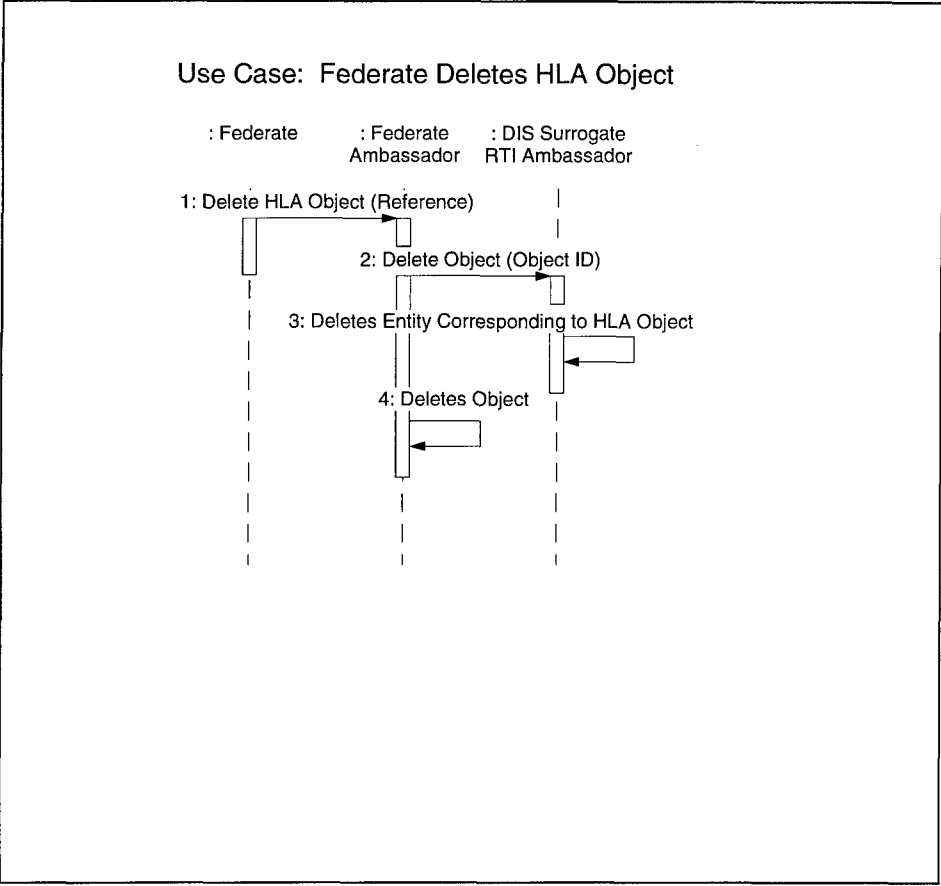 Use Case: Federate Deletes HLA Object
: Federate
: Federate
Ambassador
: DIS Surrogate
RTI Ambassador
1: Delete HLA Object (Reference)
2: Delete Object (Object ID)
3: Deletes Entity Corresponding to HLA Object
4: Deletes Object